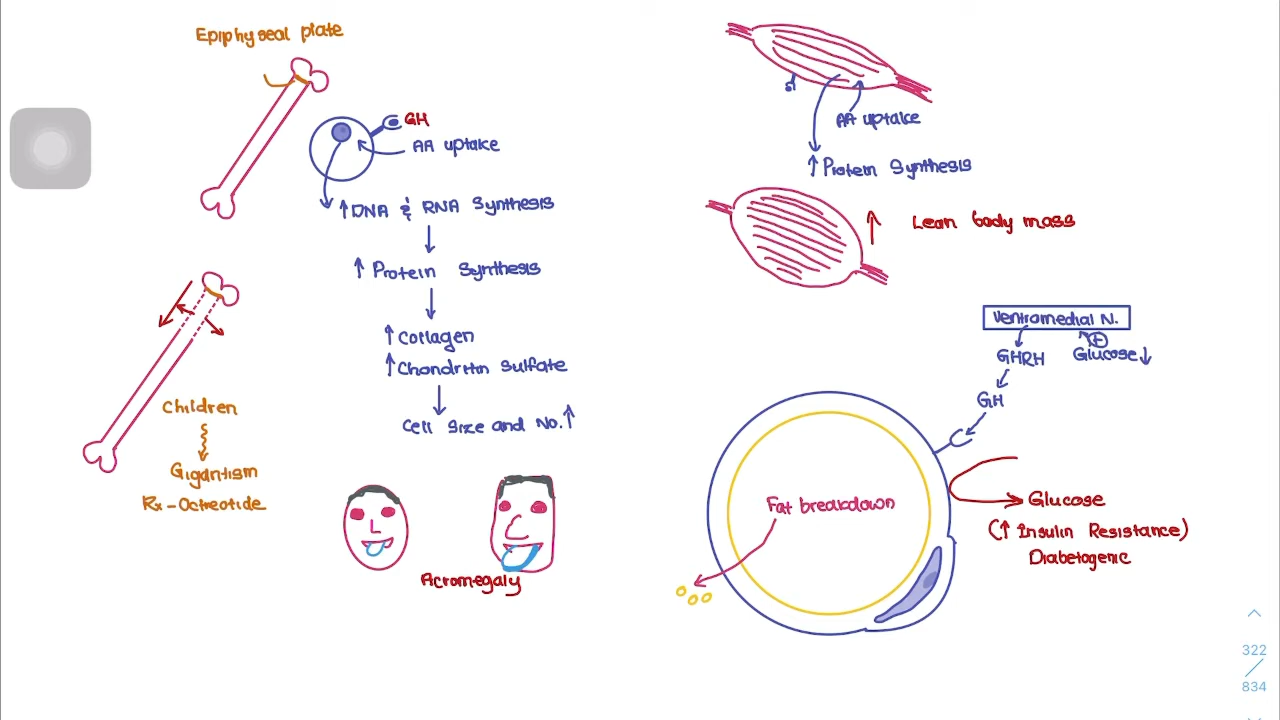 Epiphyseal plate
GH
AA uptake
↑DNA & RNA Synthesis
↑ Protein Synthesis
↑ Collagen
↑ Chondritin Sulfate
Cell Size and No.↑
Children
Gigantism
Rx - Octreotide
Acromegaly
AA uptake
↑ Protein Synthesis
↑ Lean body mass
Ventromedial N.
+
GHRH
Glucose↓
GH
Fat breakdown
Glucose
(↑ Insulin Resistance)
Diabetogenic
322
834